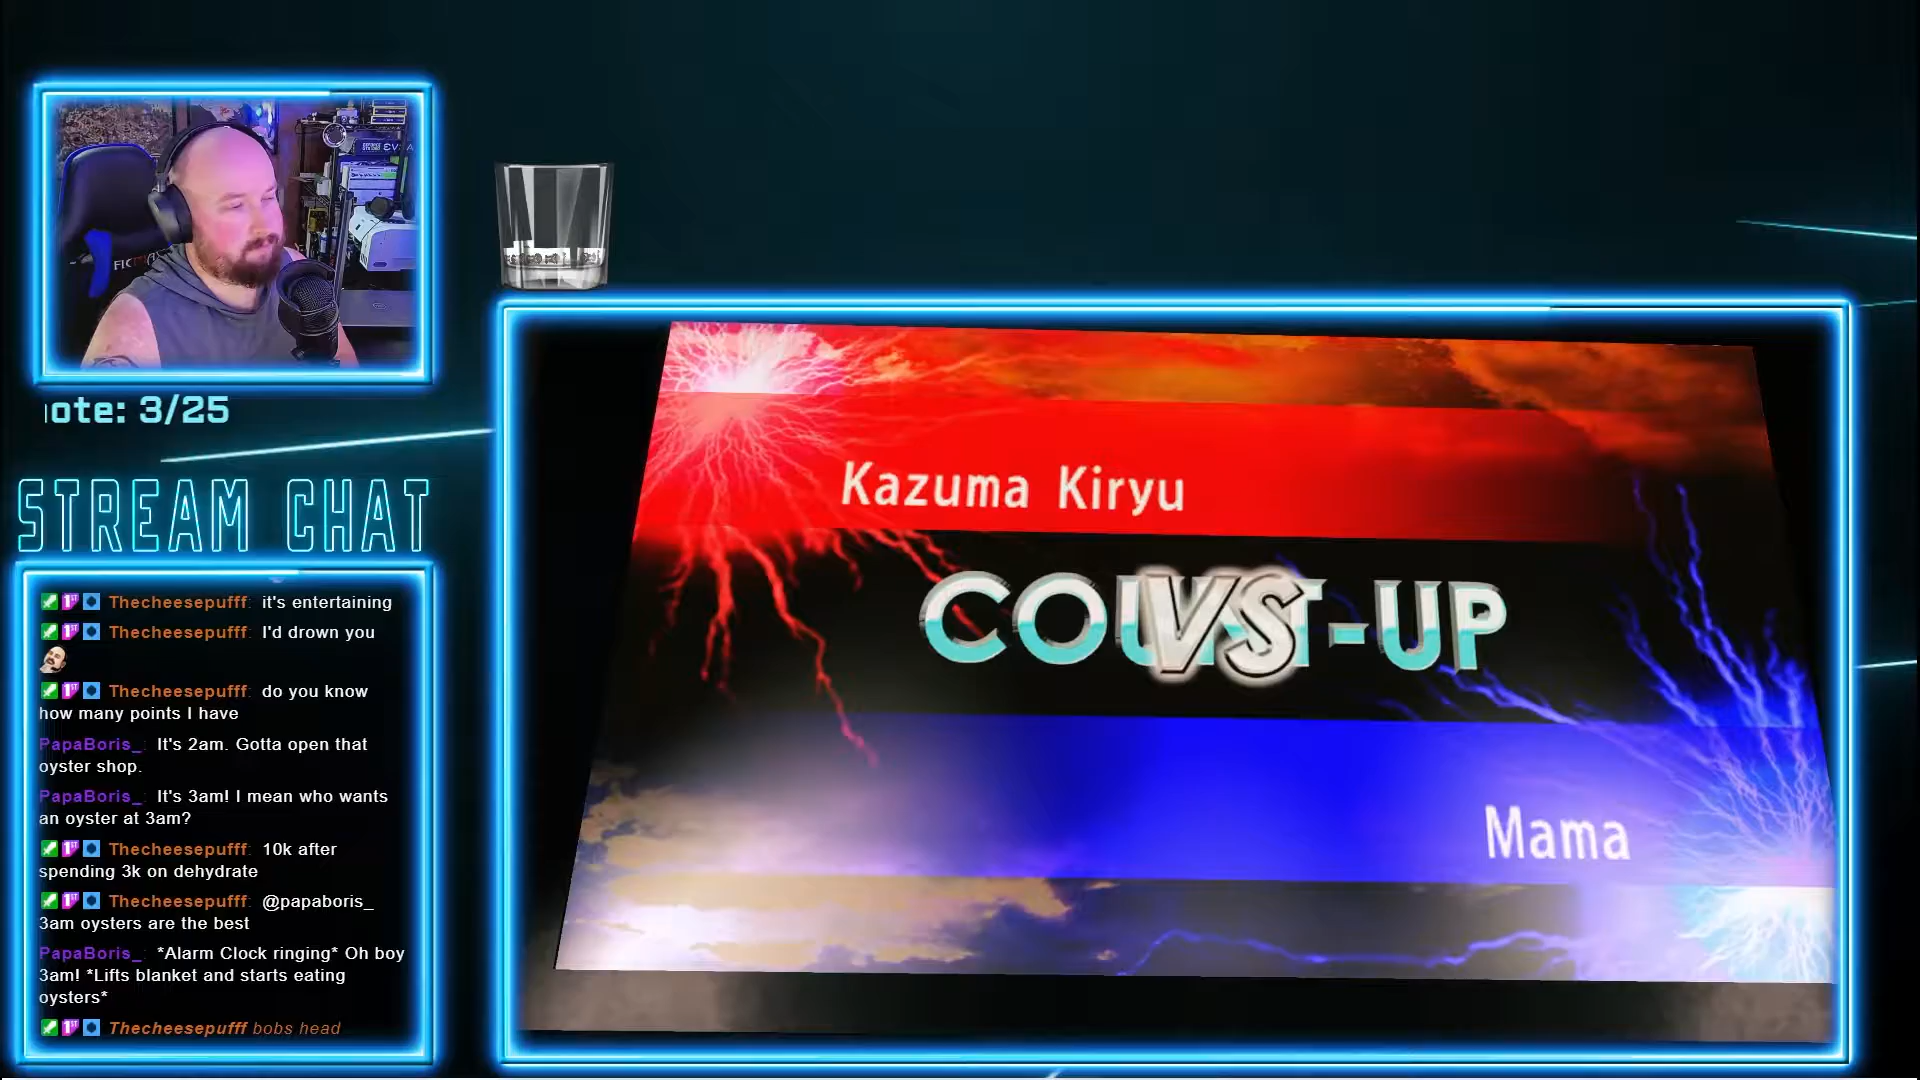 ote: 3/25
STREAM CHAT
Thecheesepufff: it's entertaining
Thecheesepufff: I'd drown you
Thecheesepufff: do you know
how many points I have
PapaBoris_: It's 2am. Gotta open that
oyster shop.
PapaBoris_: It's 3am! I mean who wants
an oyster at 3am?
Thecheesepufff: 10k after
spending 3k on dehydrate
Thecheesepufff: @papaboris_
3am oysters are the best
PapaBoris_: *Alarm Clock ringing* Oh boy
3am! *Lifts blanket and starts eating
oysters*
Thecheesepufff bobs head
Kazuma Kiryu
COUNT-UP
VS
Mama